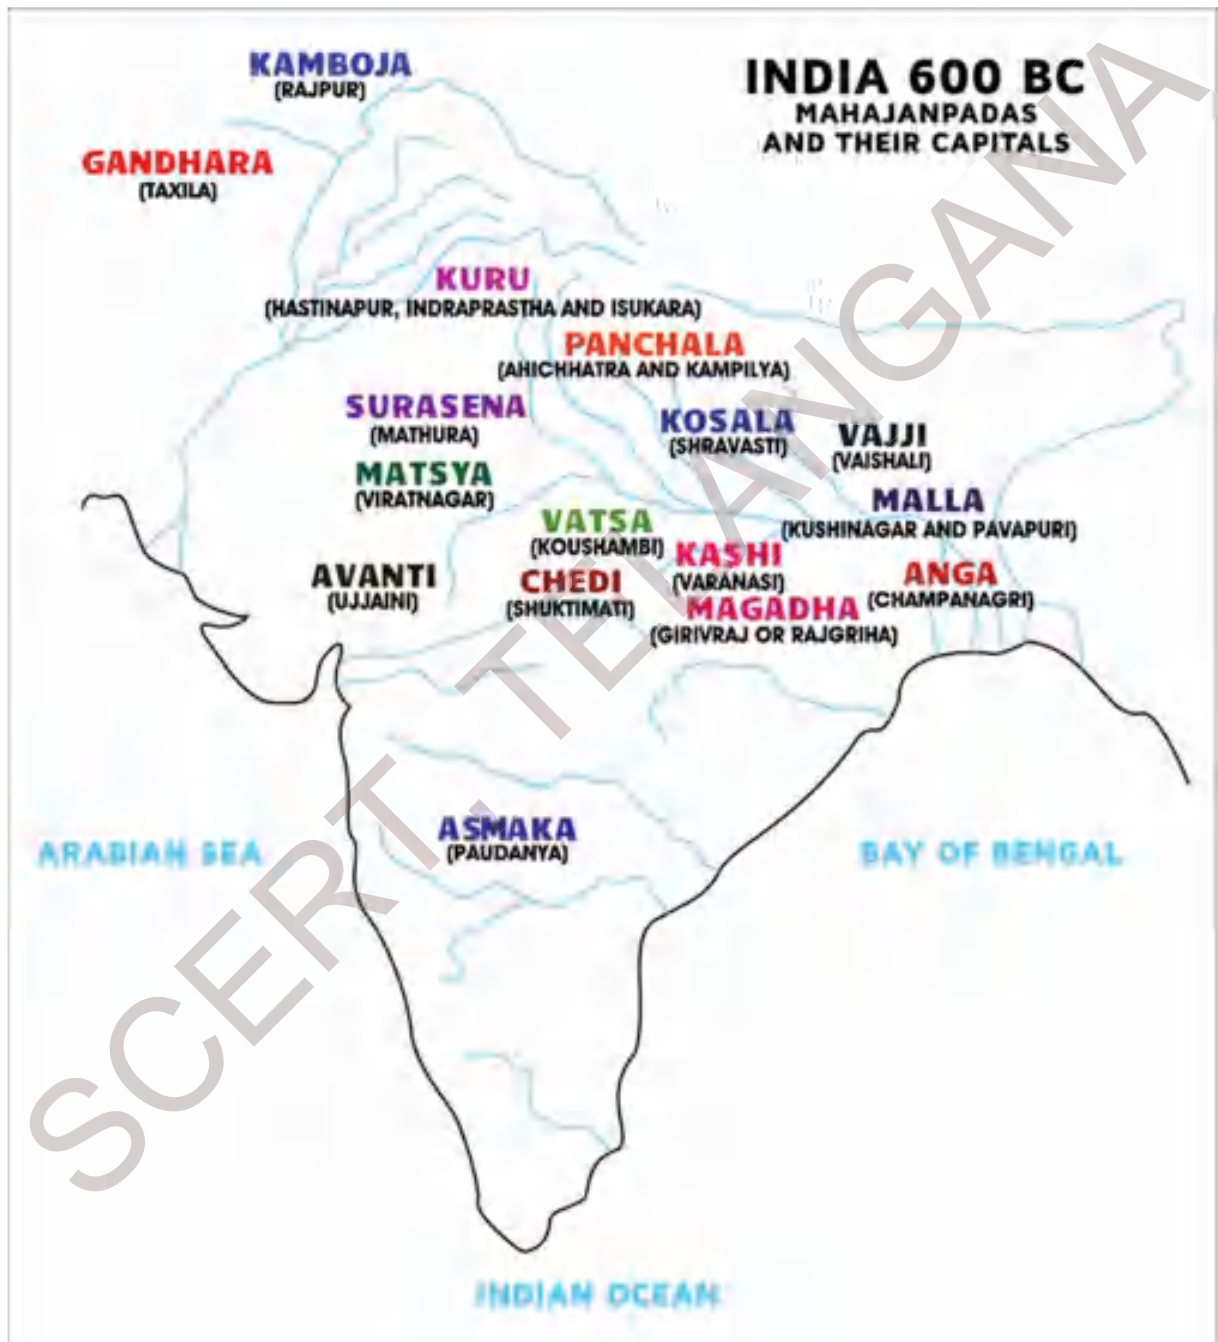 KAMBOJA
(RAJPUR)
INDIA 600 BC
MAHAJANPADAS
AND THEIR CAPITALS
GANDHARA
(TAXILA)
KURU
(HASTINAPUR, INDRAPRASTHA AND ISUKARA)
PANCHALA
(AHICHHATRA AND KAMPILYA)
SURASENA
(MATHURA)
KOSALA
(SHRAVASTI)
VAJJI
(VAISHALI)
MATSYA
(VIRATNAGAR)
MALLA
(KUSHINAGAR AND PAVAPURI)
VATSA
(KOUSHAMBI)
KASHI
(VARANASI)
AVANTI
(UJJAINI)
CHEDI
(SHUKTIMATI)
ANGA
(CHAMPANAGRI)
MAGADHA
(GIRIVRAJ OR RAJGRIHA)
ASMAKA
(PAUDANYA)
ARABIAN SEA
BAY OF BENGAL
INDIAN OCEAN
SCERT, TELANGANA